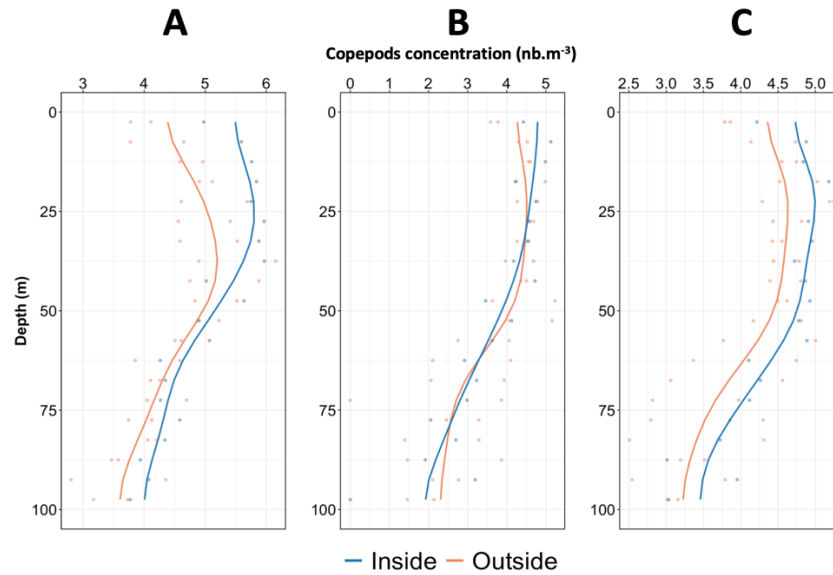 A B C
Copepods concentration (nb.m⁻³)
3 4 5 6
0 1 2 3 4 5
2.5 3.0 3.5 4.0 4.5 5.0
0 0 0
25 25 25
Depth (m)
50 50 50
75 75 75
100 100 100
Inside Outside